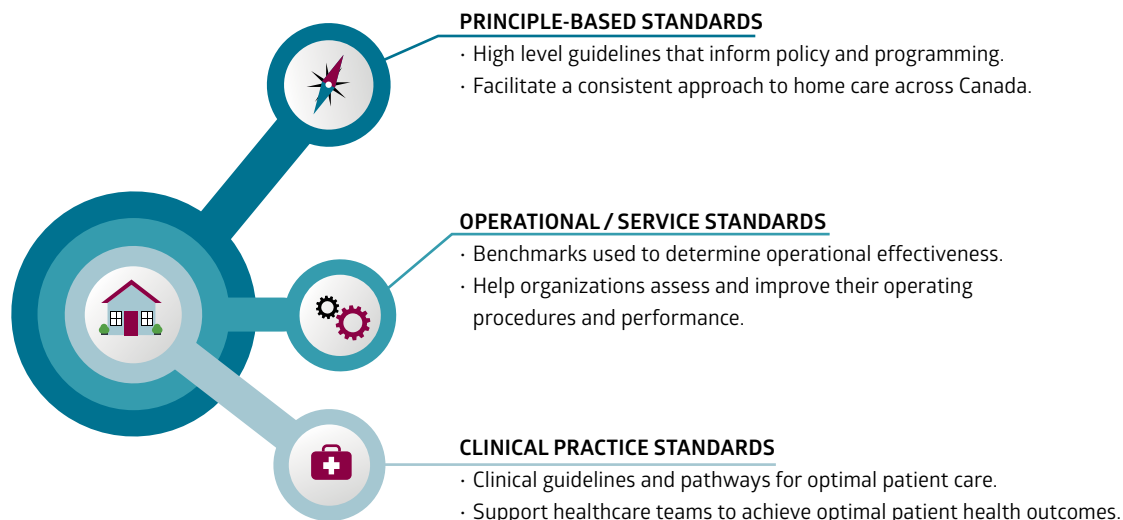 PRINCIPLE-BASED STANDARDS
· High level guidelines that inform policy and programming.
· Facilitate a consistent approach to home care across Canada.
OPERATIONAL / SERVICE STANDARDS
· Benchmarks used to determine operational effectiveness.
· Help organizations assess and improve their operating
procedures and performance.
CLINICAL PRACTICE STANDARDS
· Clinical guidelines and pathways for optimal patient care.
· Support healthcare teams to achieve optimal patient health outcomes.